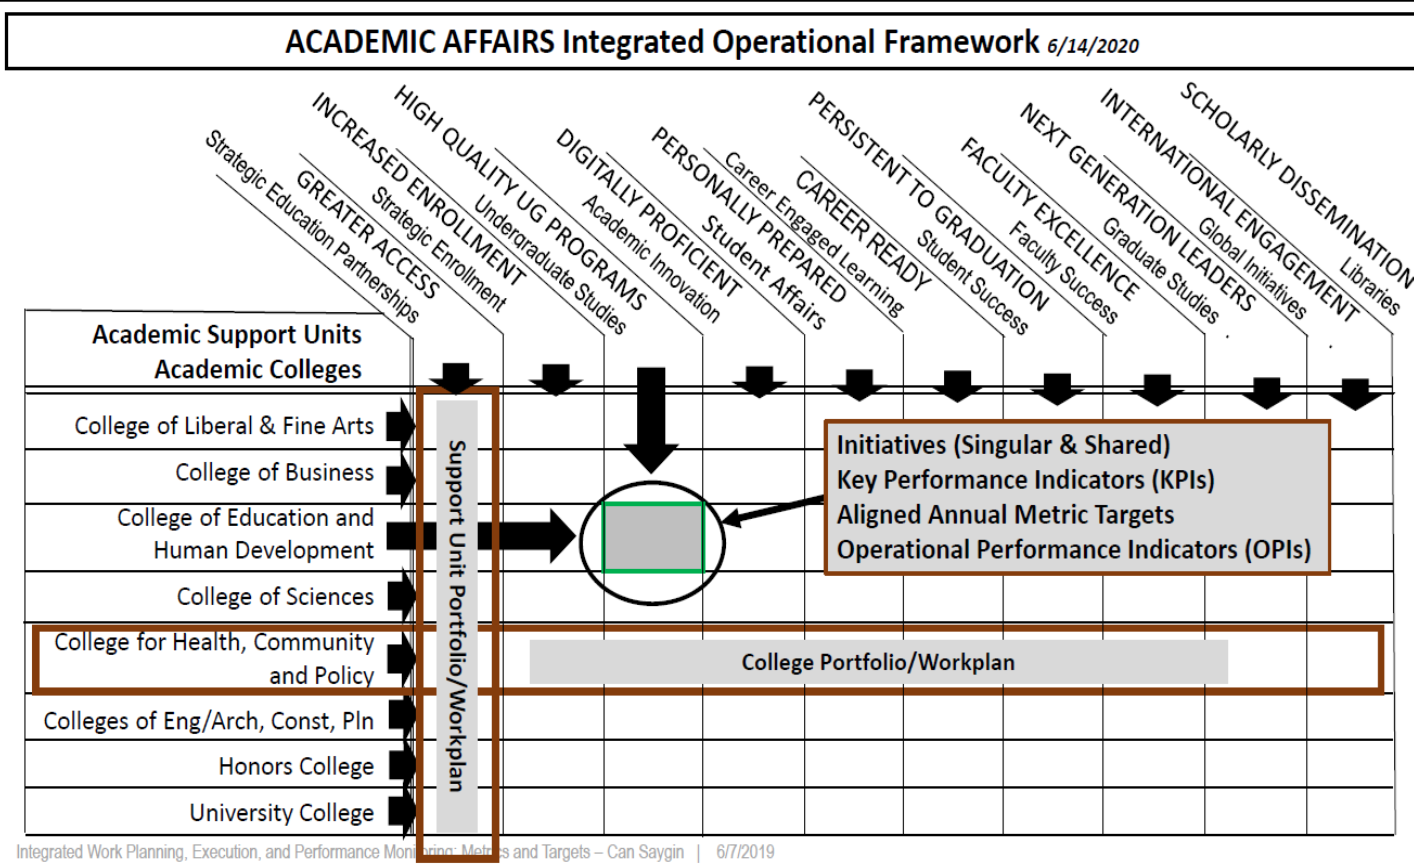 ACADEMIC AFFAIRS Integrated Operational Framework 6/14/2020
Strategic Education Partnerships
GREATER ACCESS
Strategic Enrollment
INCREASED ENROLLMENT
Undergraduate Studies
HIGH QUALITY UG PROGRAMS
Academic Innovation
DIGITALLY PROFICIENT
Student Affairs
PERSONALLY PREPARED
Career Engaged Learning
CAREER READY
Student Success
PERSISTENT TO GRADUATION
Faculty Success
FACULTY EXCELLENCE
Graduate Studies
NEXT GENERATION LEADERS
Global Initiatives
INTERNATIONAL ENGAGEMENT
Libraries
SCHOLARLY DISSEMINATION
Academic Support Units
Academic Colleges
College of Liberal & Fine Arts
College of Business
College of Education and
Human Development
College of Sciences
College for Health, Community
and Policy
Colleges of Eng/Arch, Const, Pln
Honors College
University College
Support Unit Portfolio/Workplan
Initiatives (Singular & Shared)
Key Performance Indicators (KPIs)
Aligned Annual Metric Targets
Operational Performance Indicators (OPIs)
College Portfolio/Workplan
Integrated Work Planning, Execution, and Performance Monitoring: Metrics and Targets – Can Saygin | 6/7/2019